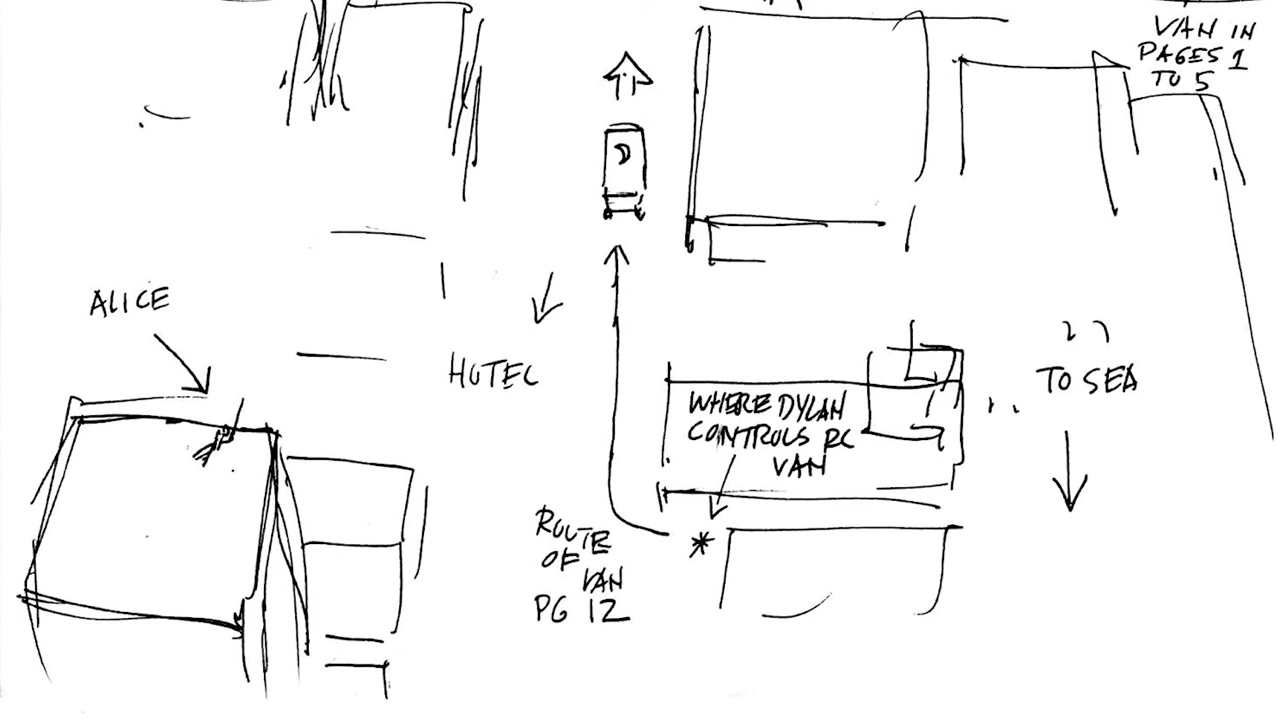 VAN IN
PAGES 1
TO 5
ALICE
HOTEL
TO SEA
WHERE DYLAN
CONTROLS RC
VAN
ROUTE
OF
VAN
PG 12